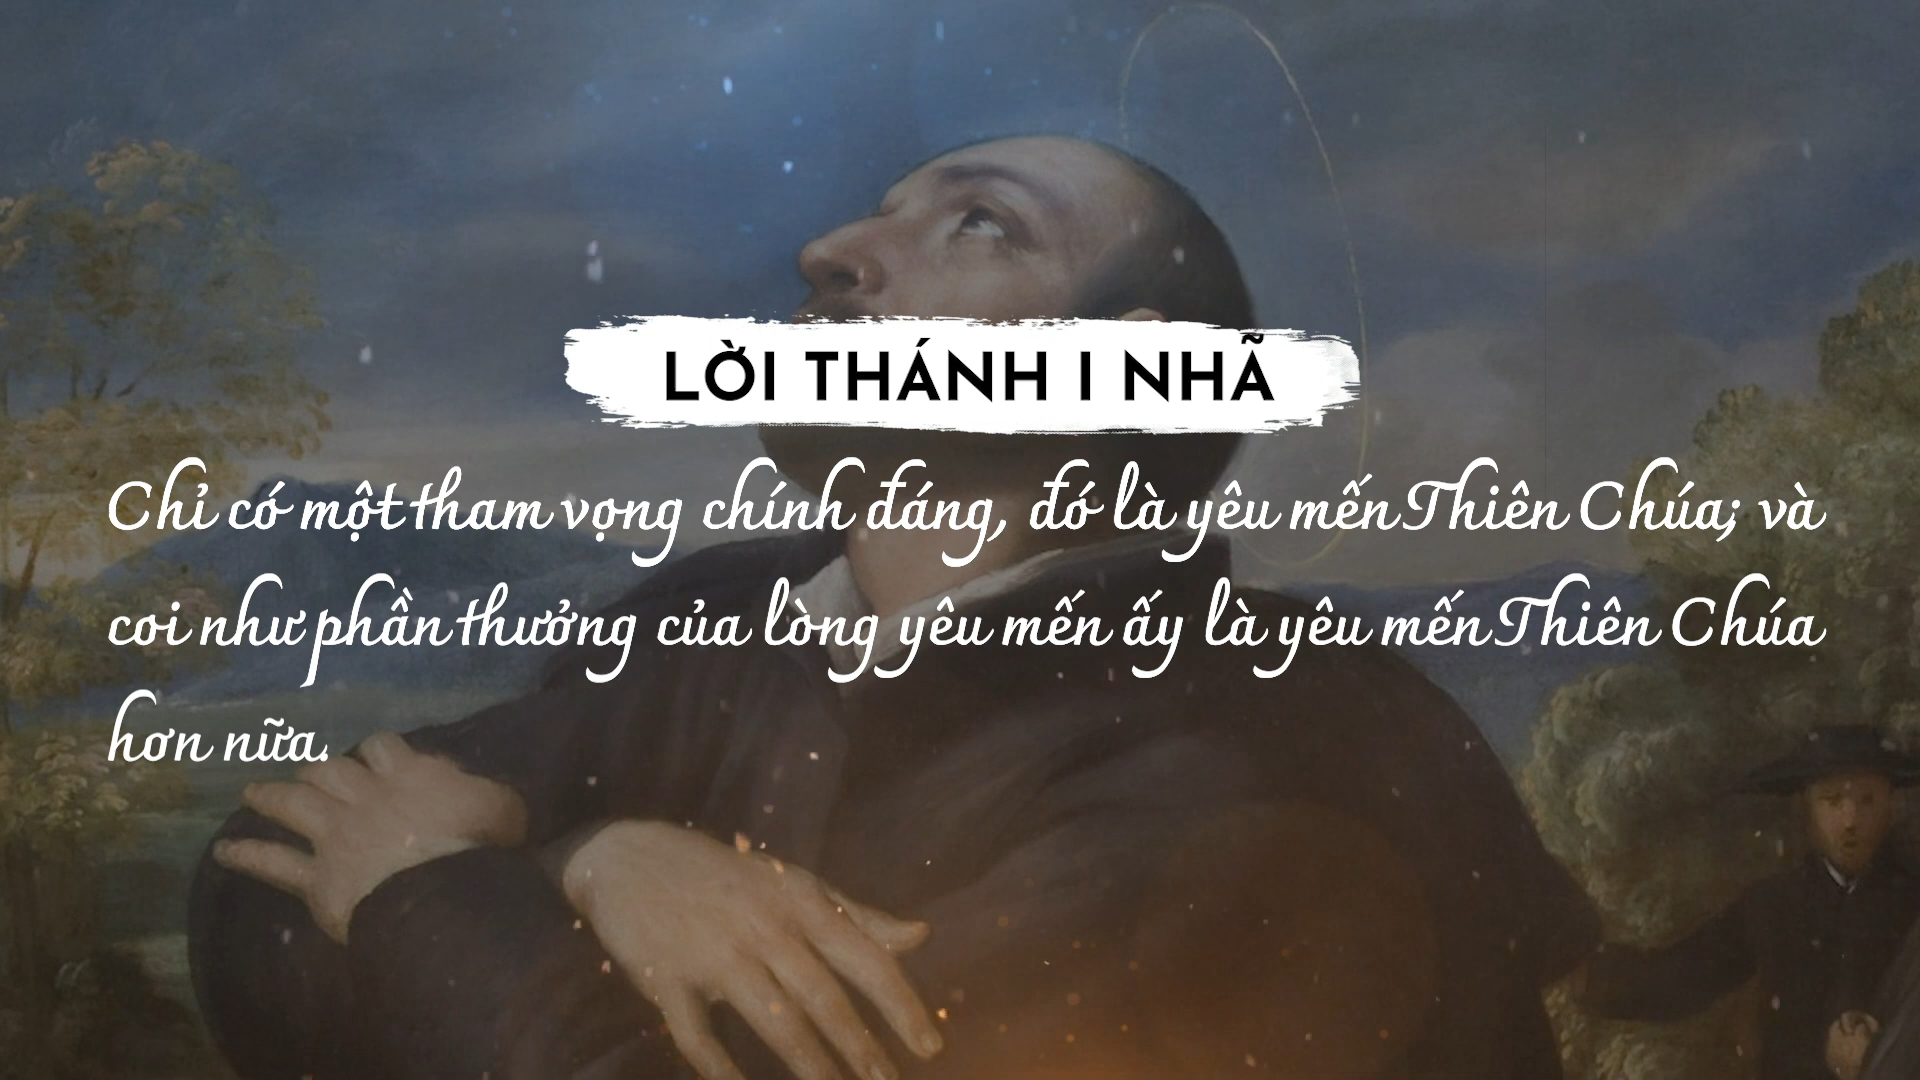 LỜI THÁNH I NHÃ
Chỉ có một tham vọng chính đáng, đó là yêu mến Thiên Chúa; và
coi như phần thưởng của lòng yêu mến ấy là yêu mến Thiên Chúa
hơn nữa.